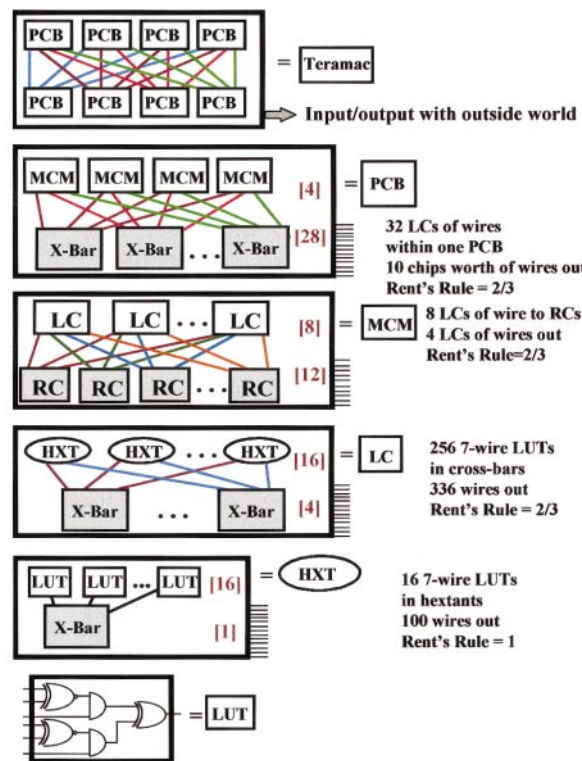 PCB PCB PCB PCB
= Teramac
PCB PCB PCB PCB
Input/output with outside world
MCM MCM MCM MCM [4] = PCB
X-Bar X-Bar ... X-Bar [28]
32 LCs of wires
within one PCB
10 chips worth of wires out
Rent's Rule = 2/3
LC LC ... LC [8] = MCM
RC RC RC ... RC [12]
8 LCs of wire to RCs
4 LCs of wires out
Rent's Rule=2/3
HXT HXT ... HXT [16] = LC
X-Bar ... X-Bar [4]
256 7-wire LUTs
in cross-bars
336 wires out
Rent's Rule = 2/3
LUT LUT ... LUT [16] = HXT
X-Bar [1]
16 7-wire LUTs
in hextants
100 wires out
Rent's Rule = 1
= LUT